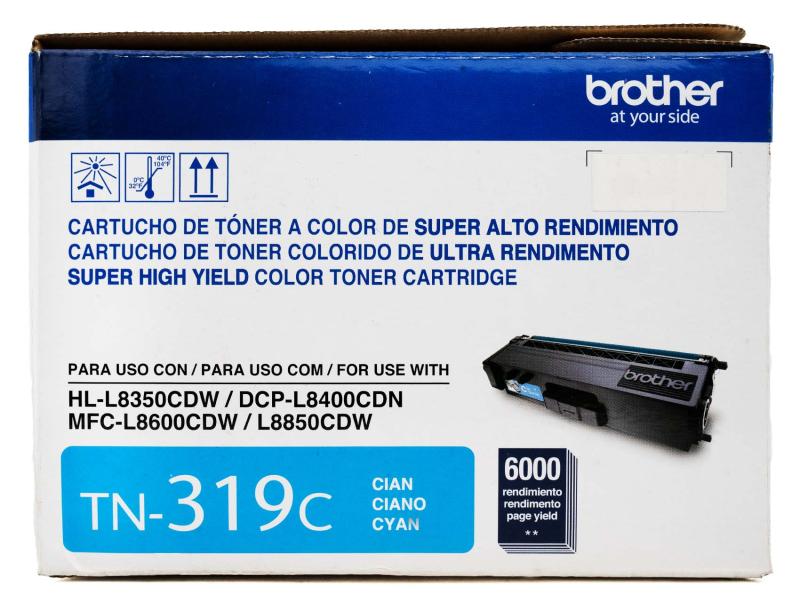 brother
at your side
40°C
104°F
0°C
32°F
CARTUCHO DE TÓNER A COLOR DE SUPER ALTO RENDIMIENTO
CARTUCHO DE TONER COLORIDO DE ULTRA RENDIMENTO
SUPER HIGH YIELD COLOR TONER CARTRIDGE
PARA USO CON / PARA USO COM / FOR USE WITH
HL-L8350CDW / DCP-L8400CDN
MFC-L8600CDW / L8850CDW
brother
TN-319C
CIAN
CIANO
CYAN
6000
rendimiento
rendimento
page yield
**